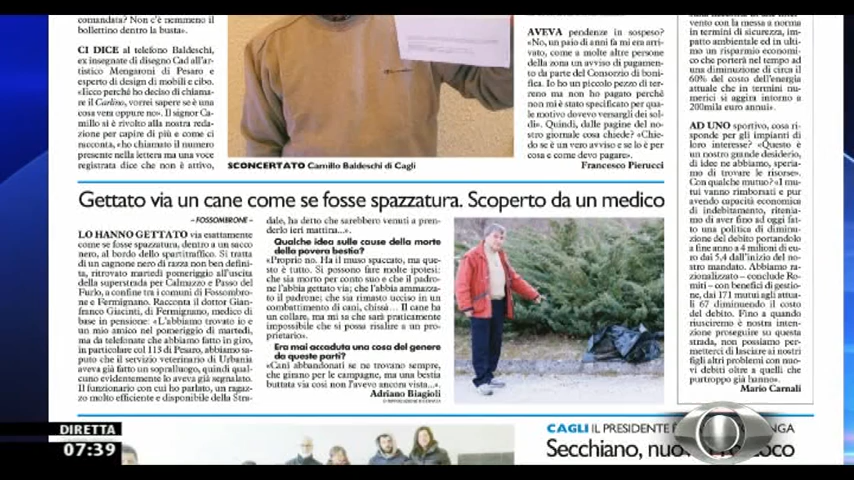 comandata? Non c'è nemmeno il
bollettino dentro la busta».
CI DICE al telefono Baldeschi,
ex insegnante di disegno Cad all'ar-
tistico Mengaroni di Pesaro e
esperto di design di mobili e cibo.
«Ecco perché ho deciso di chiama-
re il Carlino, vorrei sapere se è una
cosa vera oppure no». Il signor Ca-
millo si è rivolto alla nostra reda-
zione per capire di più e come ci
racconta, «ho chiamato il numero
presente nella lettera ma una voce
registrata dice che non è attivo,
SCONCERTATO Camillo Baldeschi di Cagli
AVEVA pendenze in sospeso?
«No, un paio di anni fa mi era arri-
vato, come a molte altre persone
della zona un avviso di pagamen-
to da parte del Consorzio di boni-
fica. Io ho un piccolo pezzo di ter-
reno ma non ho pagato perchè
non mi è stato specificato per qua-
le motivo dovevo versargli dei sol-
di». Quindi, dalle pagine del no-
stro giornale cosa chiede? «Chie-
do se è un vero avviso e se lo è per
cosa e come devo pagare».
Francesco Pierucci
vento con la messa a norma
in termini di sicurezza, im-
patto ambientale ed in ulti-
mo un risparmio economi-
co che porterà nel tempo ad
una diminuzione di circa il
60% del costo dell'energia
attuale che in termini nu-
merici si aggira intorno a
200mila euro annui».
AD UNO sportivo, cosa ri-
sponde per gli impianti di
loro interesse? «Questo è
un nostro grande desiderio,
di idee ne abbiamo, speria-
mo di trovare le risorse».
Con qualche mutuo? «I mu-
tui vanno rimborsati e pur
avendo capacità economica
di indebitamento, ritenia-
mo di aver fino ad oggi fat-
to una politica di diminu-
zione del debito portandolo
a fine anno a 4 milioni di eu-
ro dai 5,4 dall'inizio del no-
stro mandato. Abbiamo ra-
zionalizzato – conclude Ro-
miti – con benefici di gestio-
ne, dai 171 mutui agli attua-
li 67 diminuendo il costo
del debito. Fino a quando
riusciremo è nostra inten-
zione proseguire su questa
strada, non possiamo per-
metterci di lasciare ai nostri
figli altri problemi con nuo-
vi debiti oltre a quelli che
purtroppo già hanno».
Mario Carnali
Gettato via un cane come se fosse spazzatura. Scoperto da un medico
– FOSSOMBRONE –
LO HANNO GETTATO via esattamente
come se fosse spazzatura, dentro a un sacco
nero, al bordo dello spartitraffico. Si tratta
di un cagnone nero di razza non ben defini-
ta, ritrovato martedì pomeriggio all'uscita
della superstrada per Calmazzo e Passo del
Furlo, a confine tra i comuni di Fossombro-
ne e Fermignano. Racconta il dottor Gian-
franco Giacinti, di Fermignano, medico di
base in pensione: «L'abbiamo trovato io e
un mio amico nel pomeriggio di martedì,
ma da telefonate che abbiamo fatto in giro,
in particolare col 113 di Pesaro, abbiamo sa-
puto che il servizio veterinario di Urbania
aveva già fatto un sopralluogo, quindi qual-
cuno evidentemente lo aveva già segnalato.
Il funzionario con cui ho parlato, un ragaz-
zo molto efficiente e disponibile della Stra-
dale, ha detto che sarebbero venuti a pren-
derlo ieri mattina...».
Qualche idea sulle cause della morte
della povera bestia?
«Proprio no. Ha il muso spaccato, ma que-
sto è tutto. Si possono fare molte ipotesi:
che sia morto per conto suo e che il padro-
ne l'abbia gettato via; che l'abbia ammazza-
to il padrone; che sia rimasto ucciso in un
combattimento di cani, chissà... Il cane ha
un collare, ma mi sa che sarà praticamente
impossibile che si possa risalire a un pro-
prietario».
Era mai accaduta una cosa del genere
da queste parti?
«Cani abbandonati se ne trovano sempre,
che girano per le campagne, ma una bestia
buttata via così non l'avevo ancora vista...».
Adriano Biagioli
CAGLI IL PRESIDENTE
Secchiano,
DIRETTA
07:39